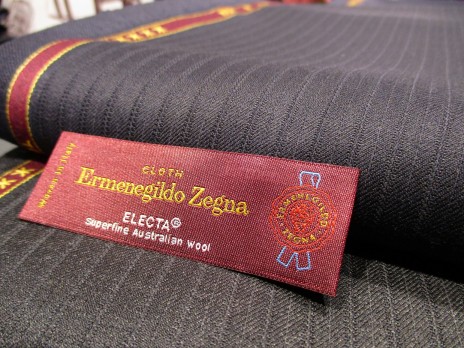 Woven in Italy
CLOTH
Ermenegildo Zegna
ELECTA®
Superfine Australian Wool
ERMENEGILDO
ZEGNA